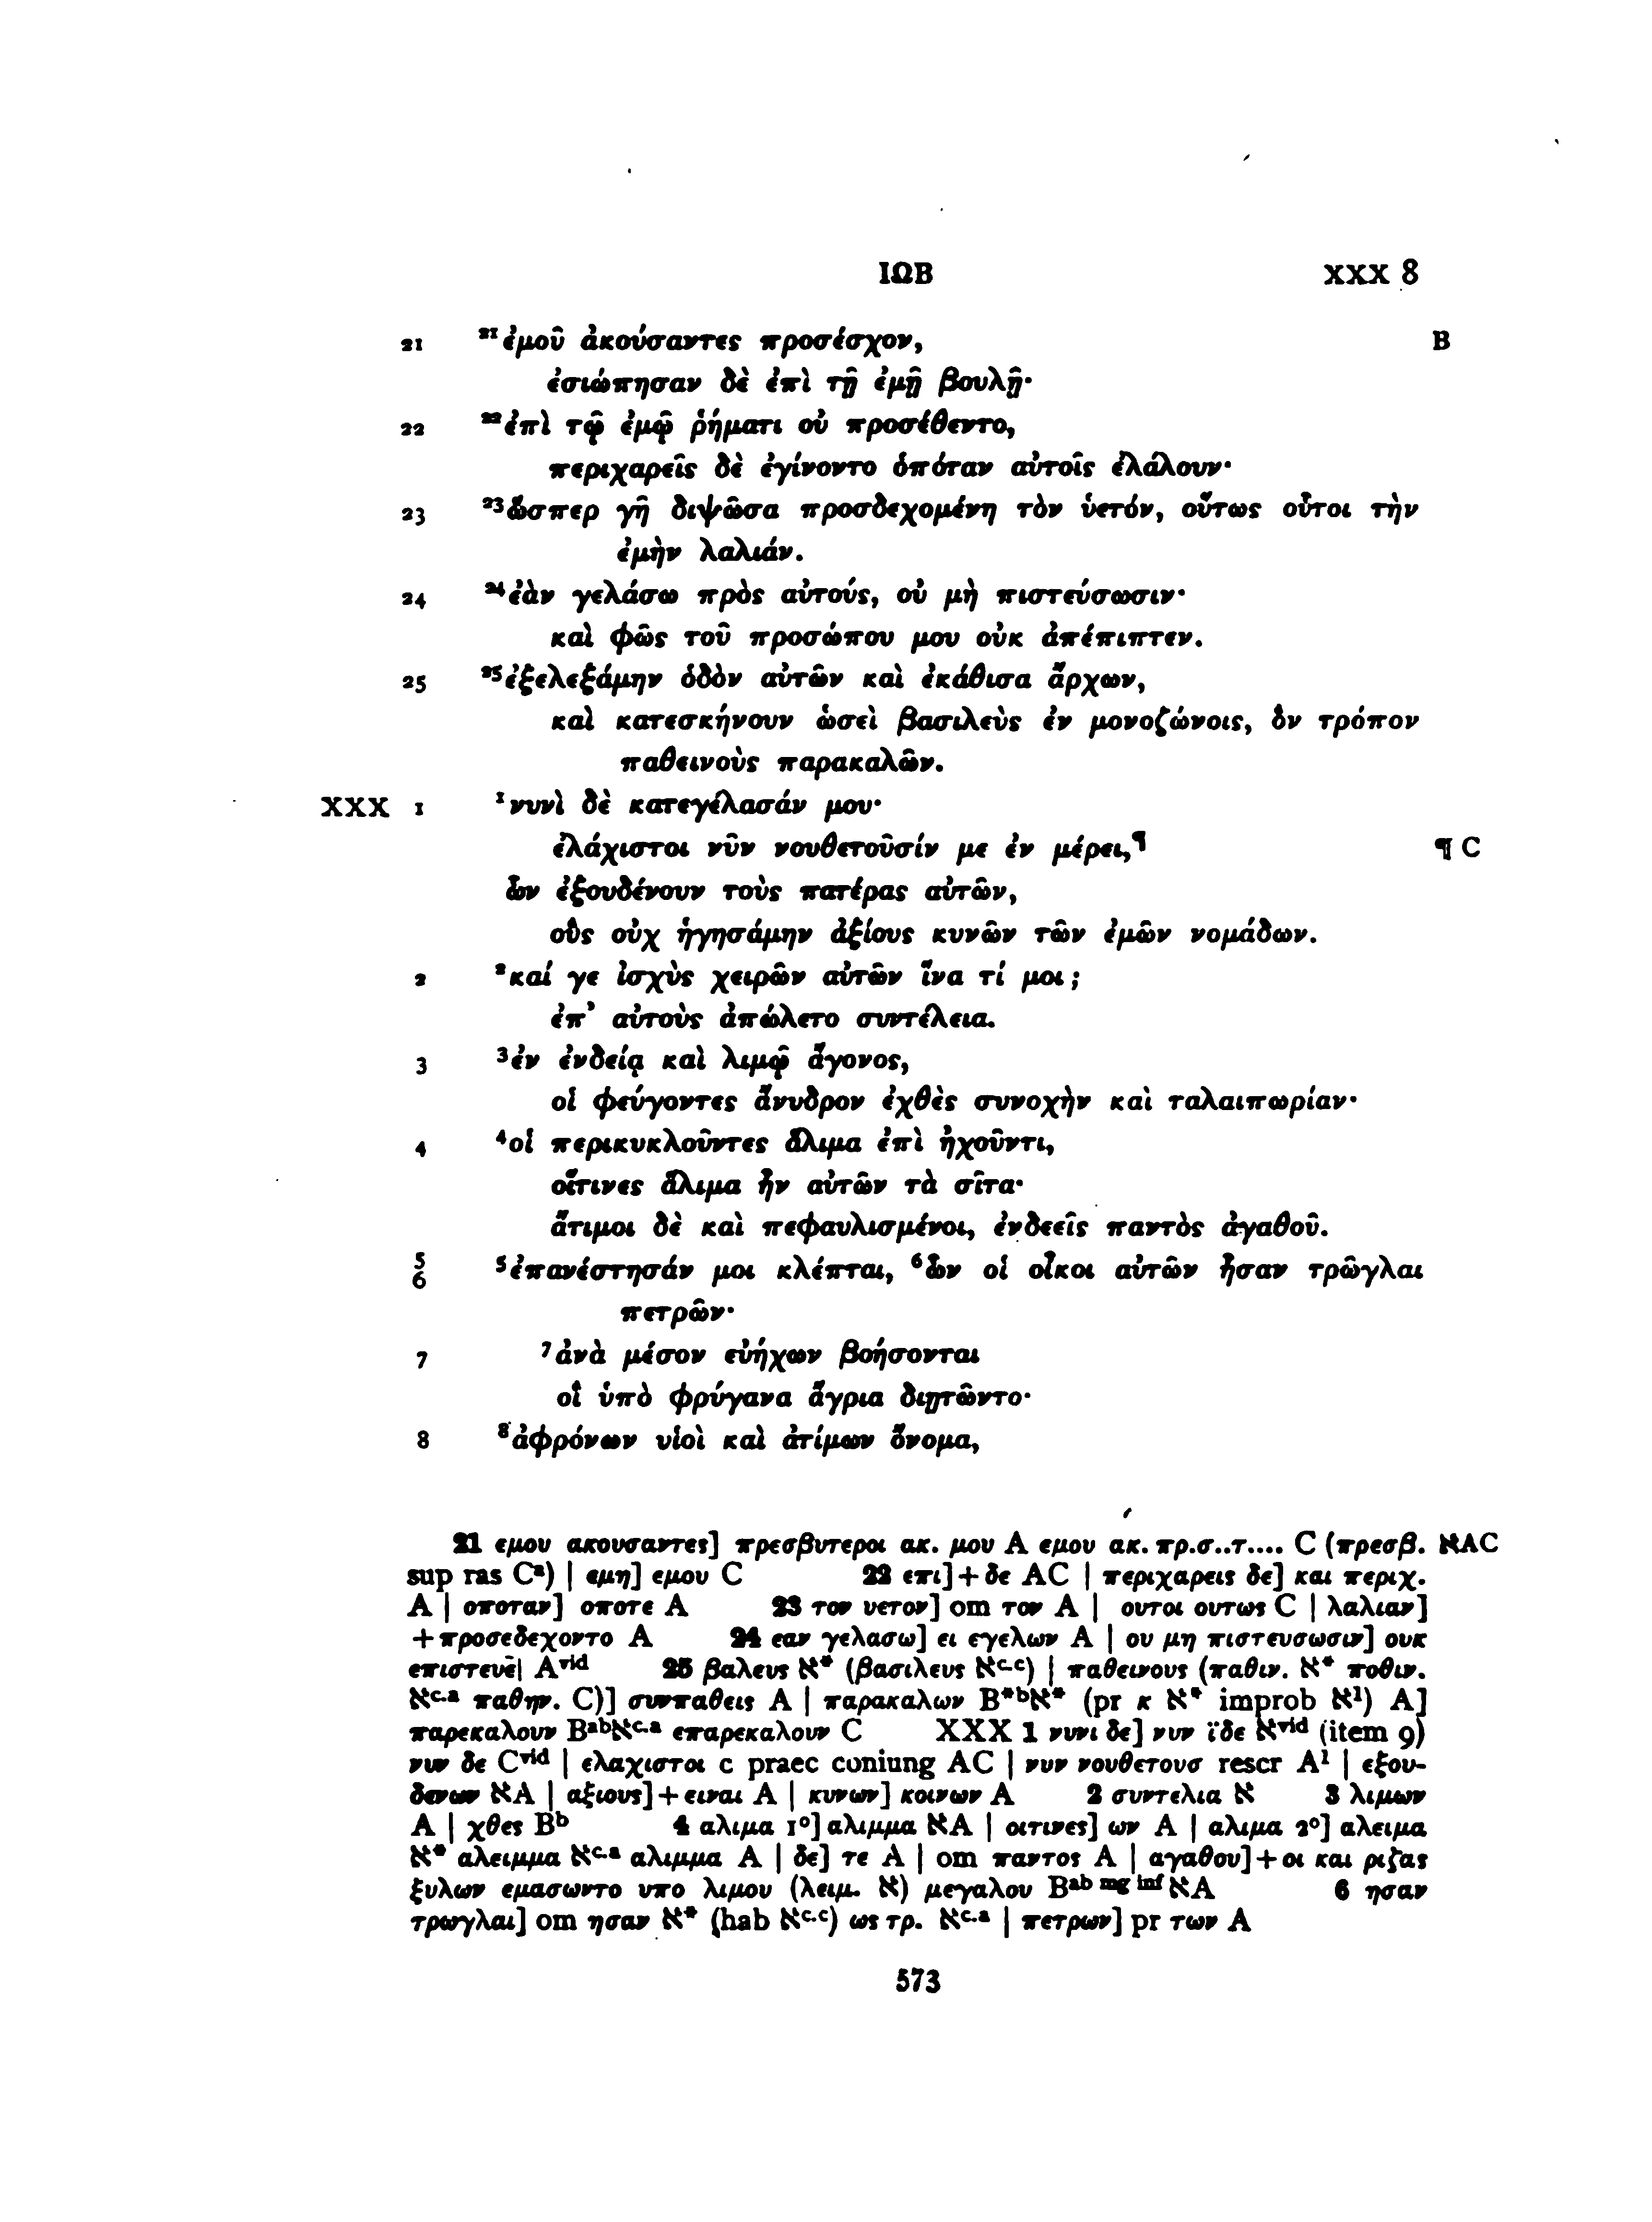 ΙΩΒ XXX 8
21 ²¹ἐμοῦ ἀκούσαντες προσέσχον, B
ἐσιώπησαν δὲ ἐπὶ τῇ ἐμῇ βουλῇ·
22 ²²ἐπὶ τῷ ἐμῷ ῥήματι οὐ προσέθεντο,
περιχαρεῖς δὲ ἐγίνοντο ὁπόταν αὐτοῖς ἐλάλουν·
23 ²³ὥσπερ γῆ διψῶσα προσδεχομένη τὸν ὑετόν, οὕτως οὗτοι τὴν
ἐμὴν λαλιάν.
24 ²⁴ἐὰν γελάσω πρὸς αὐτούς, οὐ μὴ πιστεύσωσιν·
καὶ φῶς τοῦ προσώπου μου οὐκ ἀπέπιπτεν.
25 ²⁵ἐξελεξάμην ὁδὸν αὐτῶν καὶ ἐκάθισα ἄρχων,
καὶ κατεσκήνουν ὡσεὶ βασιλεὺς ἐν μονοζώνοις, ὃν τρόπον
παθεινοὺς παρακαλῶν.
XXX 1 ¹νυνὶ δὲ κατεγέλασάν μου·
ἐλάχιστοι νῦν νουθετοῦσίν με ἐν μέρει,¶ ¶ C
ὧν ἐξουδένουν τοὺς πατέρας αὐτῶν,
οὓς οὐχ ἡγησάμην ἀξίους κυνῶν τῶν ἐμῶν νομάδων.
2 ²καί γε ἰσχὺς χειρῶν αὐτῶν ἵνα τί μοι;
ἐπ᾽ αὐτοὺς ἀπώλετο συντέλεια.
3 ³ἐν ἐνδείᾳ καὶ λιμῷ ἄγονος,
οἱ φεύγοντες ἄνυδρον ἐχθὲς συνοχὴν καὶ ταλαιπωρίαν·
4 ⁴οἱ περικυκλοῦντες ἅλιμα ἐπὶ ἠχοῦντι,
οἵτινες ἅλιμα ἦν αὐτῶν τὰ σῖτα·
ἄτιμοι δὲ καὶ πεφαυλισμένοι, ἐνδεεῖς παντὸς ἀγαθοῦ.
5 6 ⁵ἐπανέστησάν μοι κλέπται, ⁶ὧν οἱ οἶκοι αὐτῶν ἦσαν τρῶγλαι
πετρῶν·
7 ⁷ἀνὰ μέσον εὐήχων βοήσονται
οἳ ὑπὸ φρύγανα ἄγρια διῃτῶντο·
8 ⁸ἀφρόνων υἱοὶ καὶ ἀτίμων ὄνομα,
21 εμου ακουσαντες] πρεσβυτεροι ακ. μου A εμου ακ. πρ.σ..τ.... C (πρεσβ. ℵAC
sup ras Cᵃ) | εμη] εμου C 22 επι]+δε AC | περιχαρεις δε] και περιχ.
A | οποταν] οποτε A 23 τον υετον] om τον A | ουτοι ουτως C | λαλιαν]
+προσεδεχοντο A 24 εαν γελασω] ει εγελων A | ου μη πιστευσωσιν] ουκ
επιστευε̄| Aᵛⁱᵈ 25 βαλευς ℵ* (βασιλευς ℵᶜ·ᶜ) | παθεινους (παθιν. ℵ* ποθιν.
ℵᶜ·ᵃ παθην. C)] συνπαθεις A | παρακαλων B*ᵇℵ* (pr κ ℵ* improb ℵ¹) A]
παρεκαλουν Bᵃᵇℵᶜ·ᵃ επαρεκαλουν C XXX 1 νυνι δε] νυν ϊδε ℵᵛⁱᵈ (item 9)
νυν δε Cᵛⁱᵈ | ελαχιστοι c praec coniung AC | νυν νουθετουσ rescr A¹ | εξου-
δενων ℵA | αξιους]+ειναι A | κυνων] κοινων A 2 συντελια ℵ 3 λιμων
A | χθες Bᵇ 4 αλιμα 1º] αλιμμα ℵA | οιτινες] ων A | αλιμα 2º] αλειμα
ℵ* αλειμμα ℵᶜ·ᵃ αλιμμα A | δε] τε A | om παντος A | αγαθου]+οι και ριζας
ξυλων εμασωντο υπο λιμου (λειμ. ℵ) μεγαλου Bᵃᵇ ᵐᵍ ⁱⁿᶠ ℵA 6 ησαν
τρωγλαι] om ησαν ℵ* (hab ℵᶜ·ᶜ) ως τρ. ℵᶜ·ᵃ | πετρων] pr των A
573